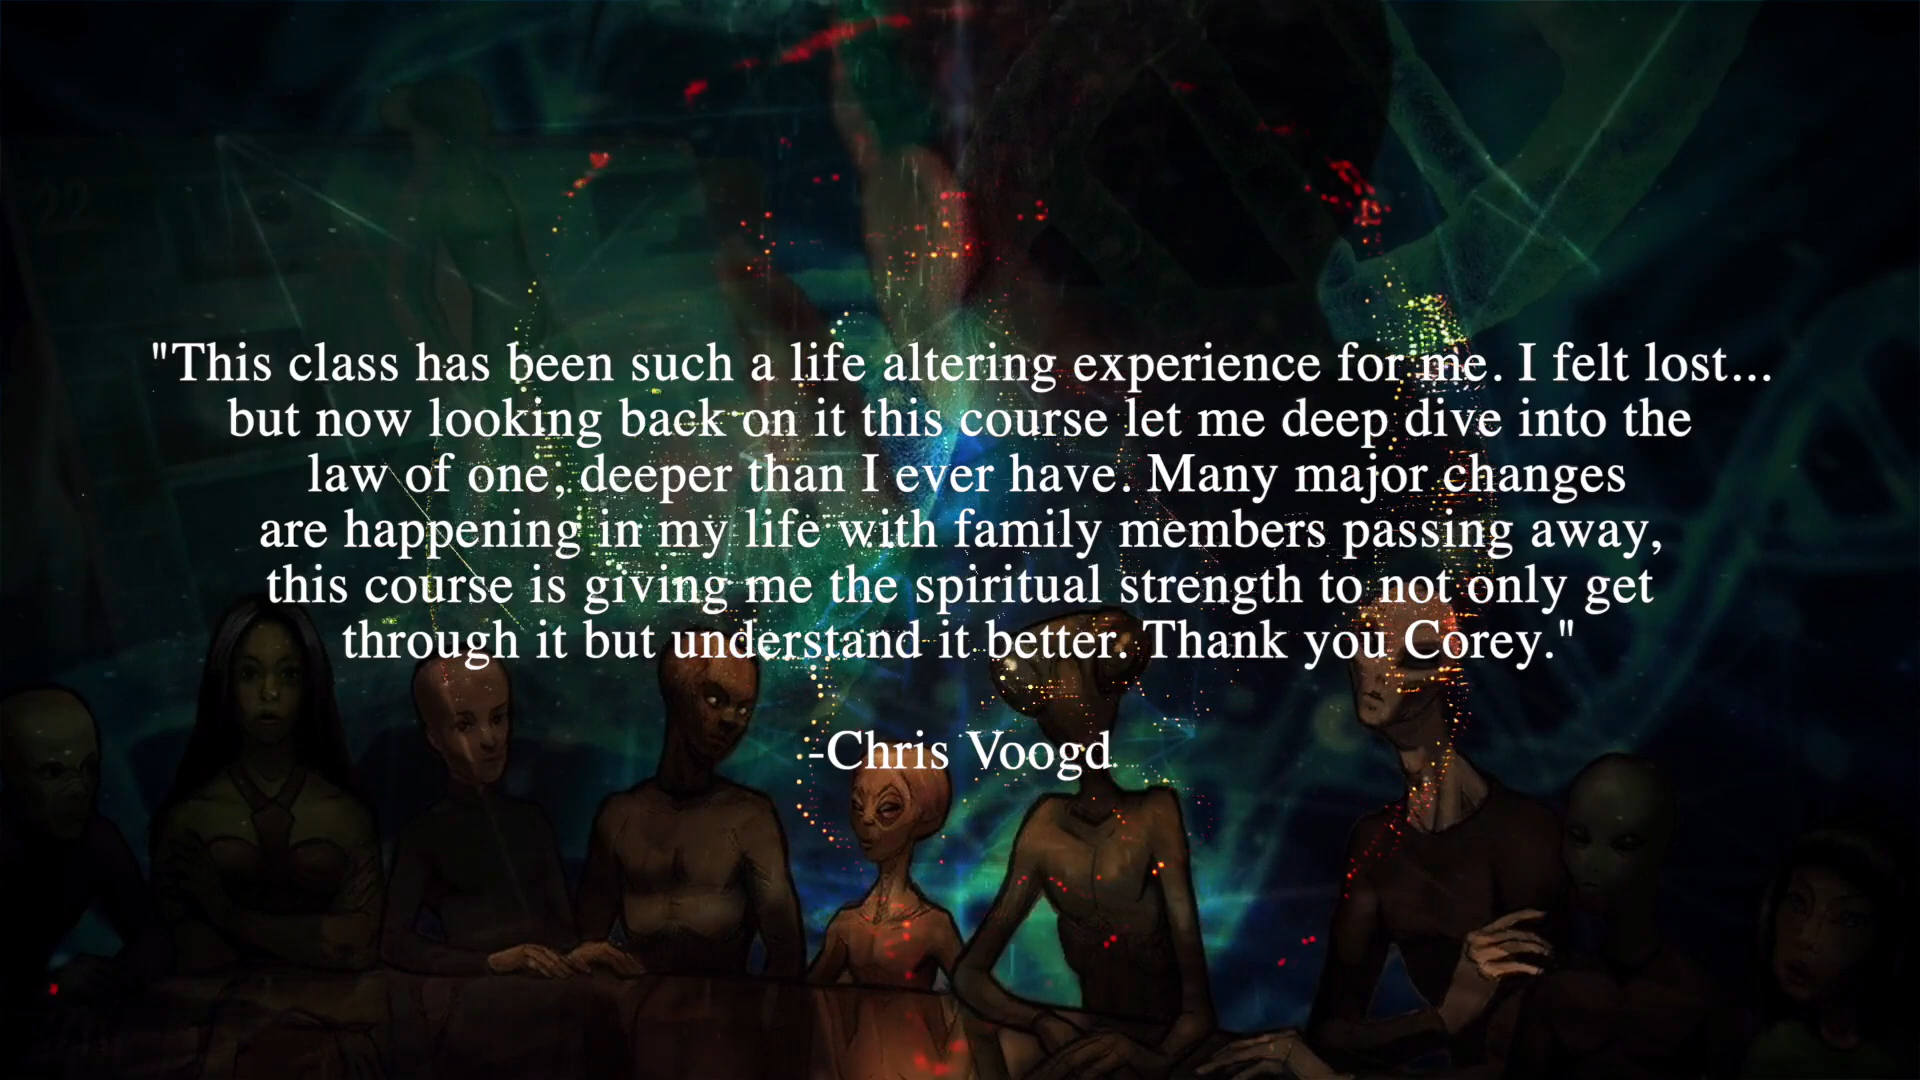 "This class has been such a life altering experience for me. I felt lost...
but now looking back on it this course let me deep dive into the
law of one, deeper than I ever have. Many major changes
are happening in my life with family members passing away,
this course is giving me the spiritual strength to not only get
through it but understand it better. Thank you Corey."
-Chris Voogd